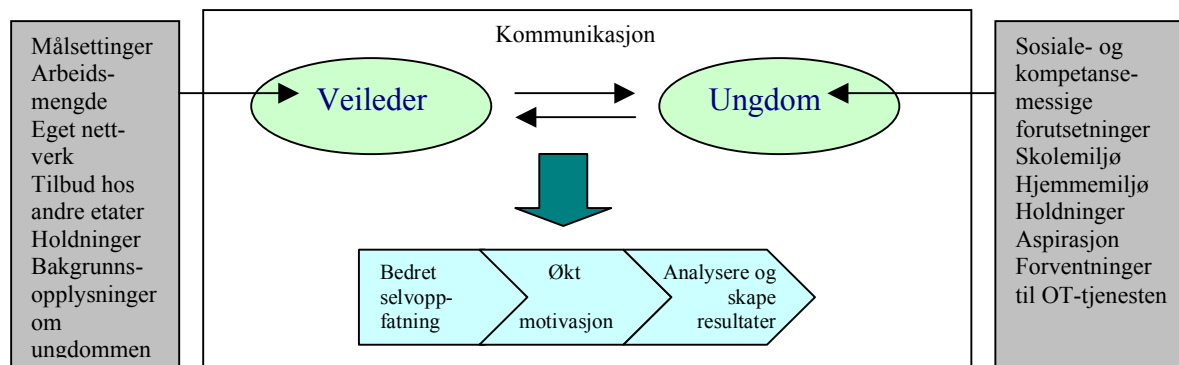 Målsettinger
Arbeids-
mengde
Eget nett-
verk
Tilbud hos
andre etater
Holdninger
Bakgrunns-
opplysninger
om
ungdommen
Kommunikasjon
Veileder
Ungdom
Bedret
selvopp-
fatning
Økt
motivasjon
Analysere og
skape
resultater
Sosiale- og
kompetanse-
messige
forutsetninger
Skolemiljø
Hjemmemiljø
Holdninger
Aspirasjon
Forventninger
til OT-tjenesten